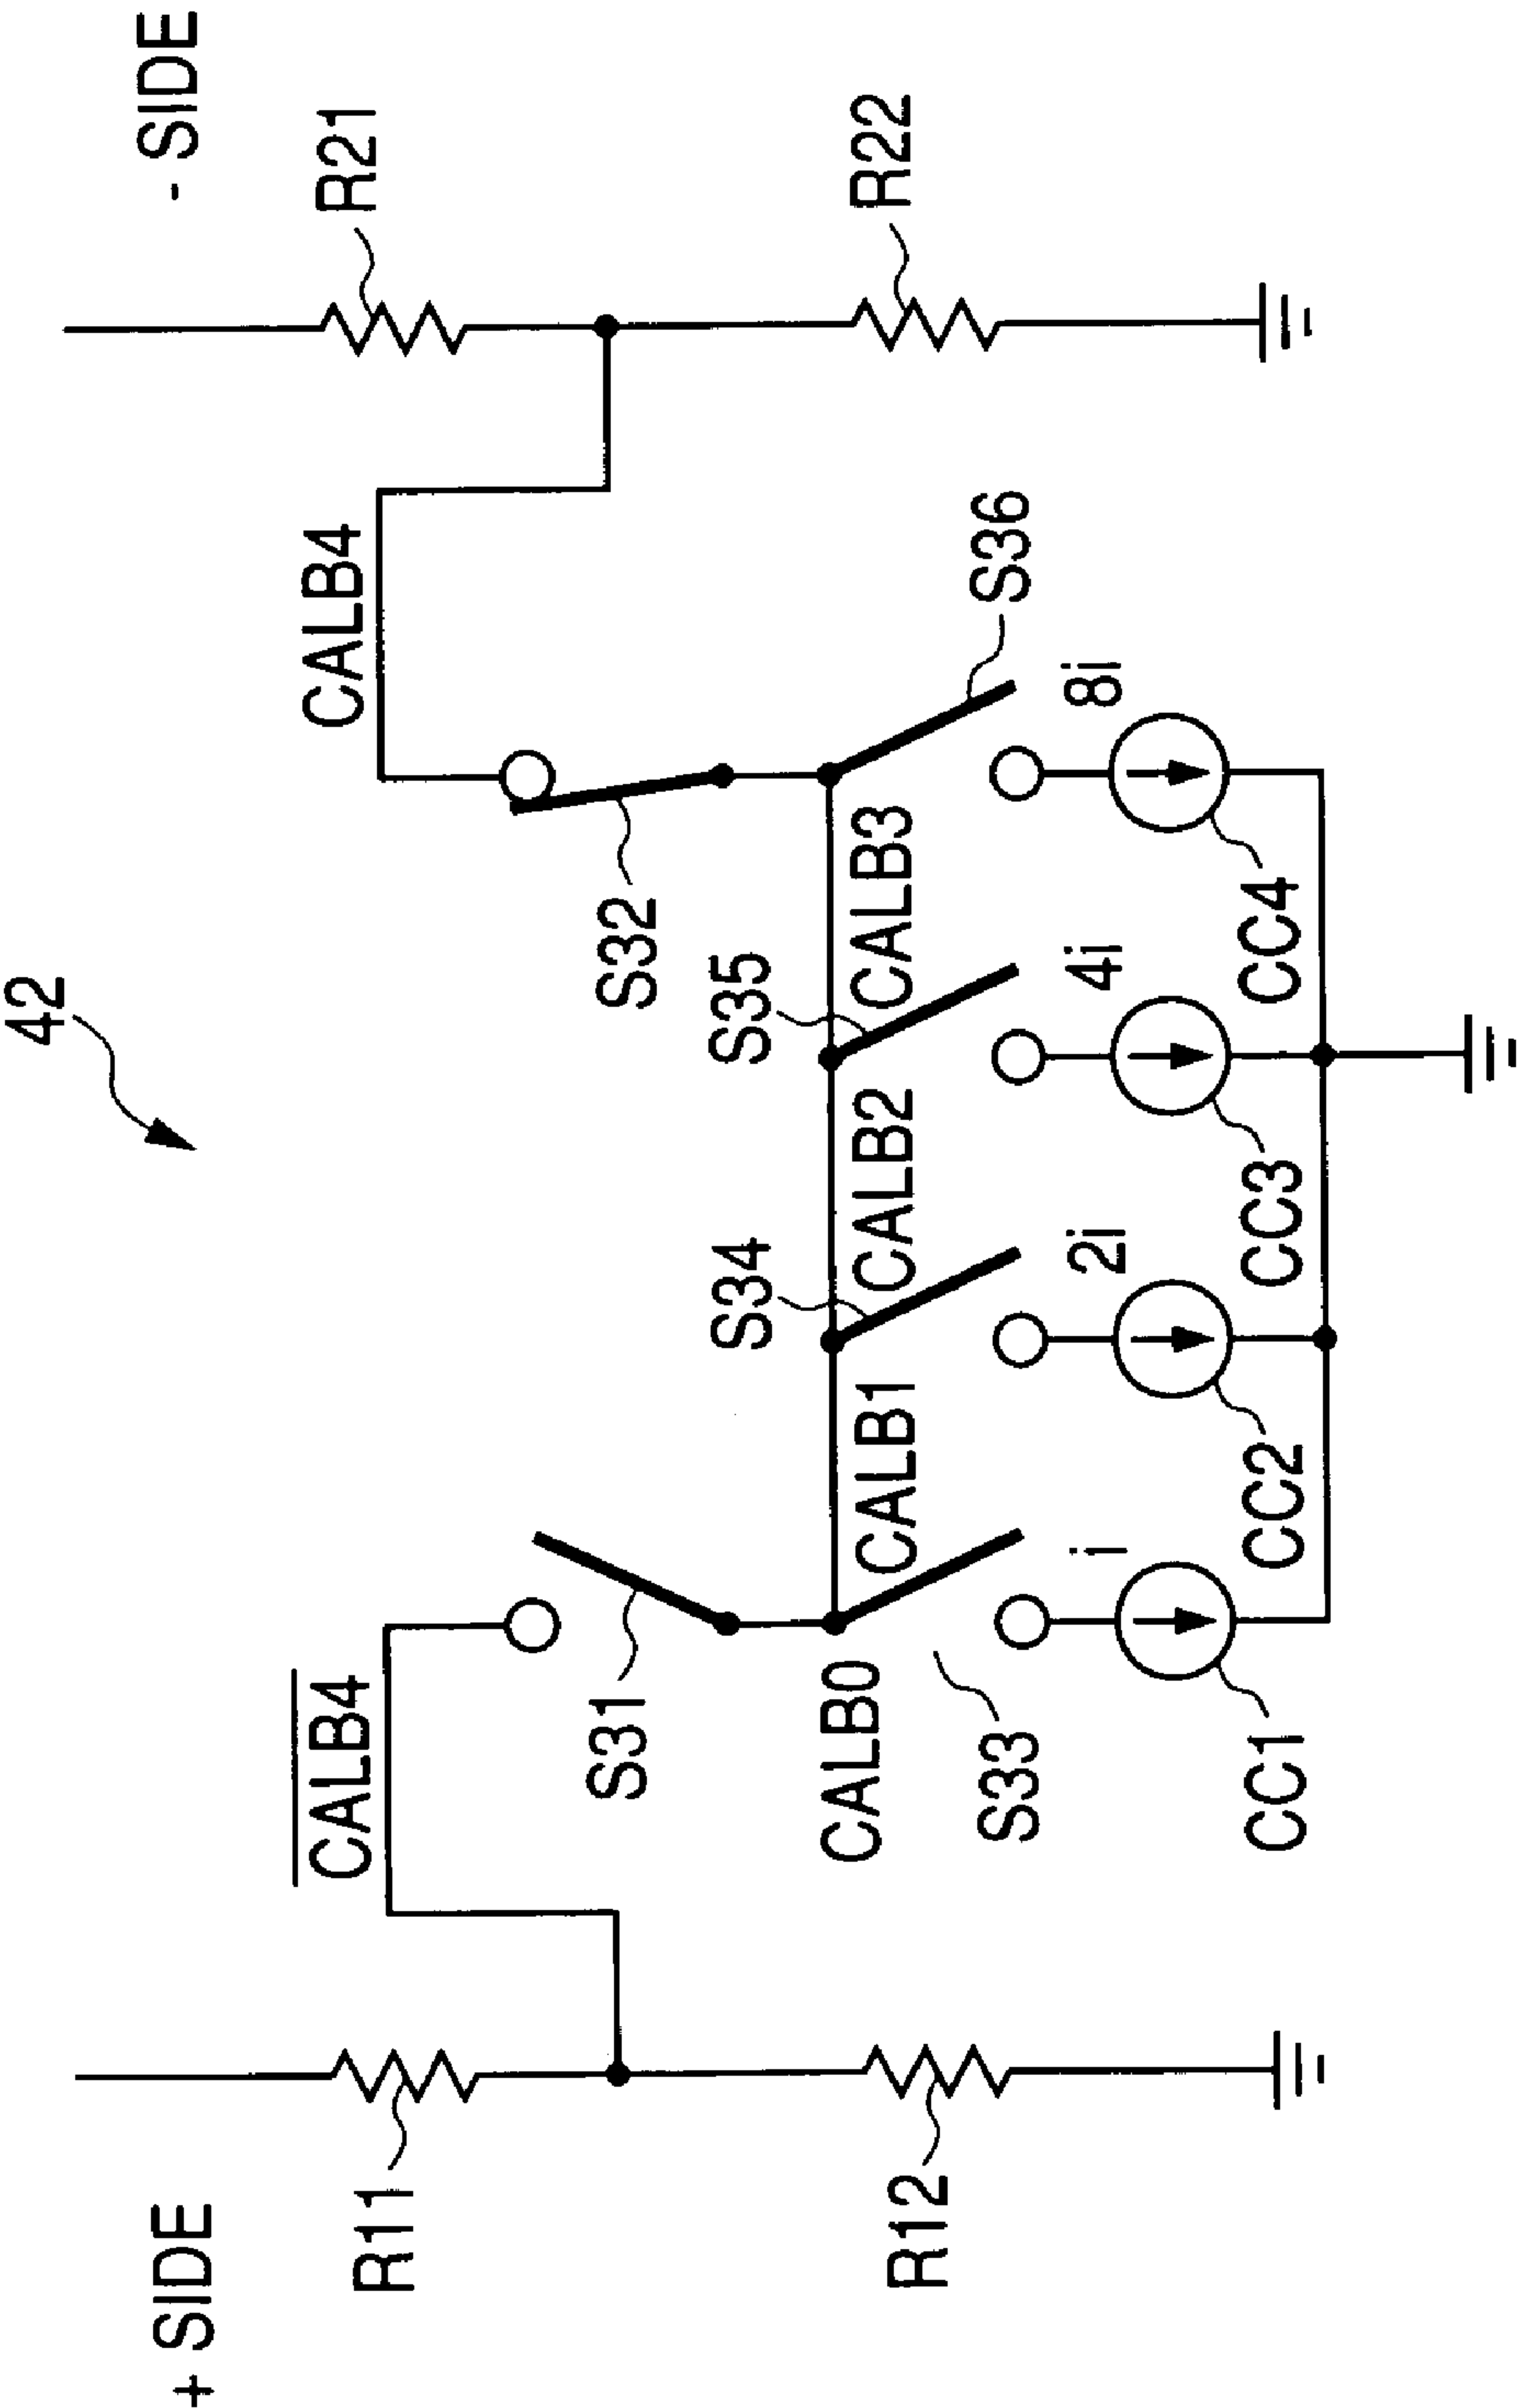 42
+ SIDE
- SIDE
R11
CALB4
CALB4
R21
S31
S34
S35
S32
R12
CALB0
CALB1
CALB2
CALB3
R22
S33
S36
i
2i
4i
8i
CC1
CC2
CC3
CC4